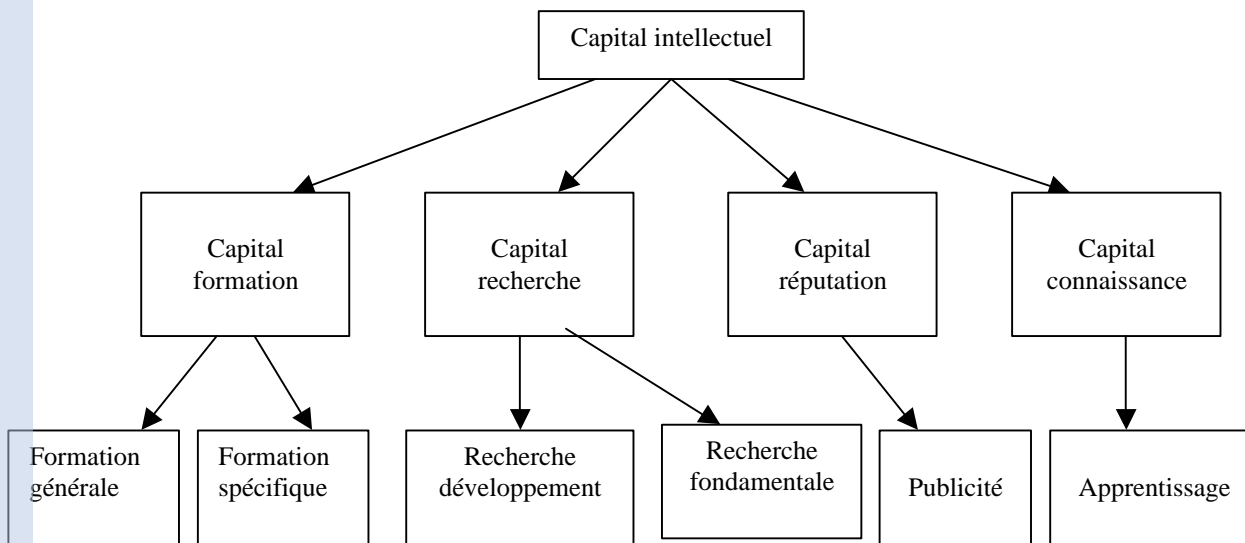 Capital intellectuel
Capital
formation
Capital
recherche
Capital
réputation
Capital
connaissance
Formation
générale
Formation
spécifique
Recherche
développement
Recherche
fondamentale
Publicité
Apprentissage